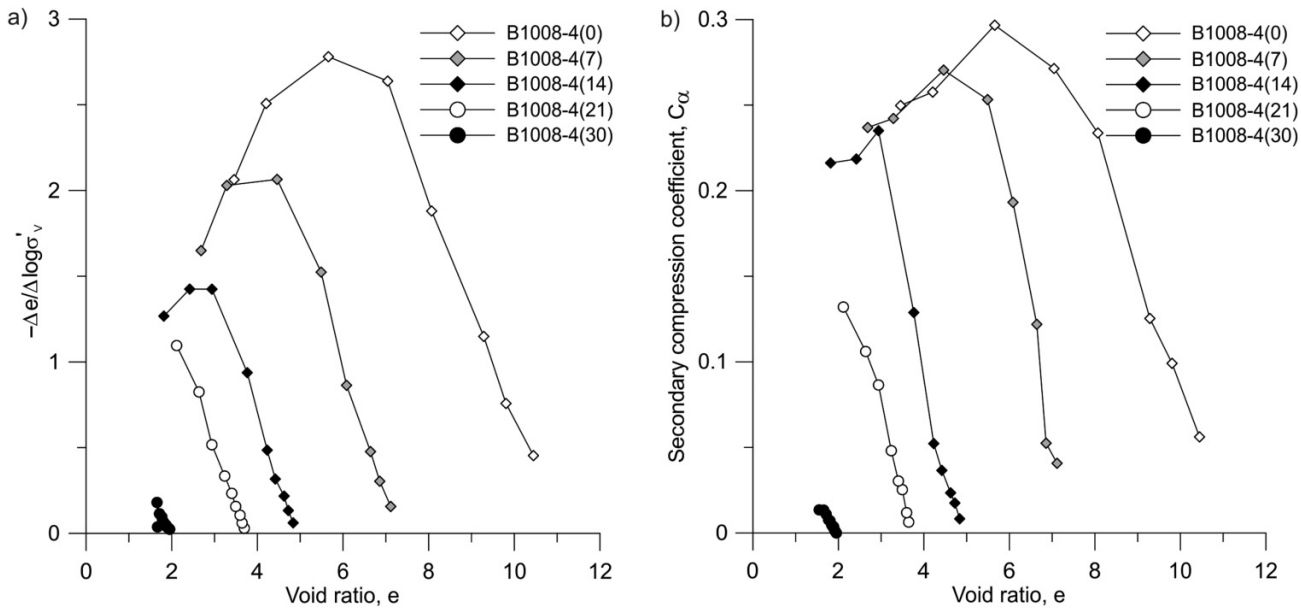 a)
3
2
1
0
−Δe/Δlogσ'v
0 2 4 6 8 10 12
Void ratio, e
B1008-4(0)
B1008-4(7)
B1008-4(14)
B1008-4(21)
B1008-4(30)
b)
0.3
0.2
0.1
0.0
Secondary compression coefficient, Cα
0 2 4 6 8 10 12
Void ratio, e
B1008-4(0)
B1008-4(7)
B1008-4(14)
B1008-4(21)
B1008-4(30)